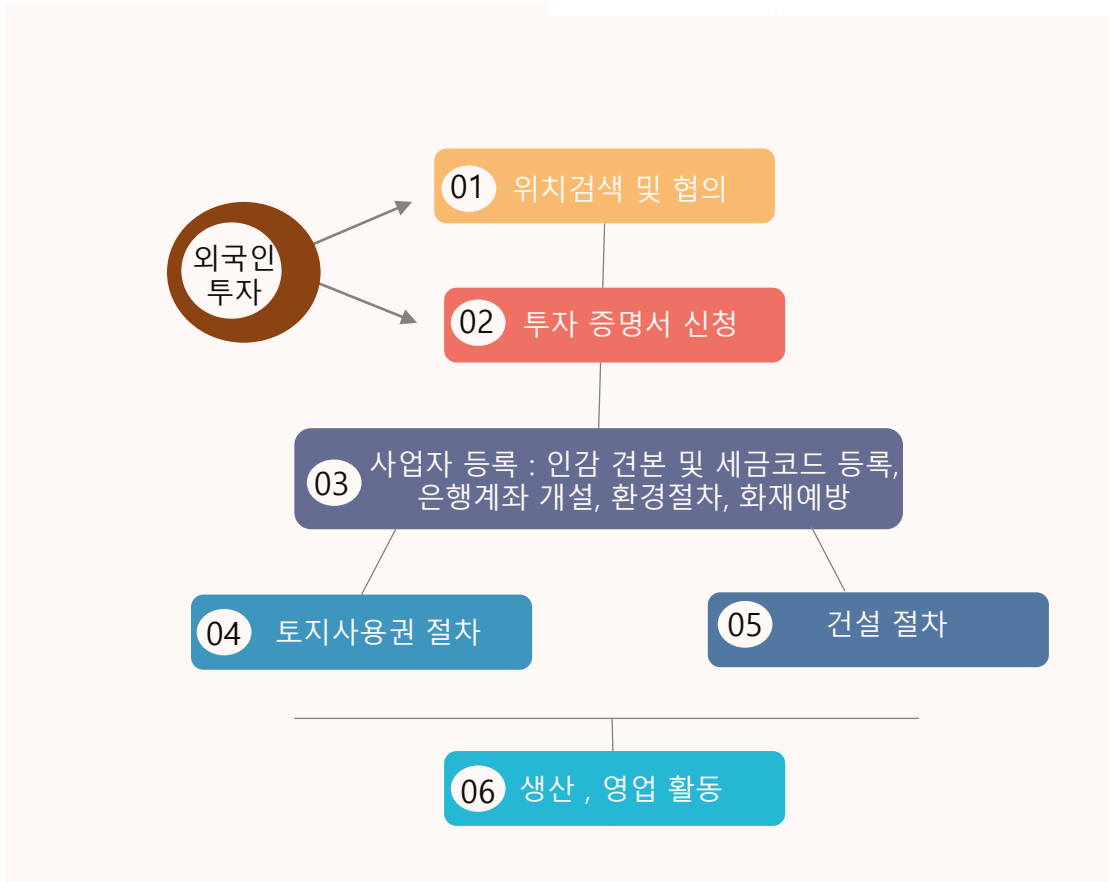 외국인
투자
01 위치검색 및 협의
02 투자 증명서 신청
03 사업자 등록 : 인감 견본 및 세금코드 등록,
은행계좌 개설, 환경절차, 화재예방
04 토지사용권 절차
05 건설 절차
06 생산 , 영업 활동